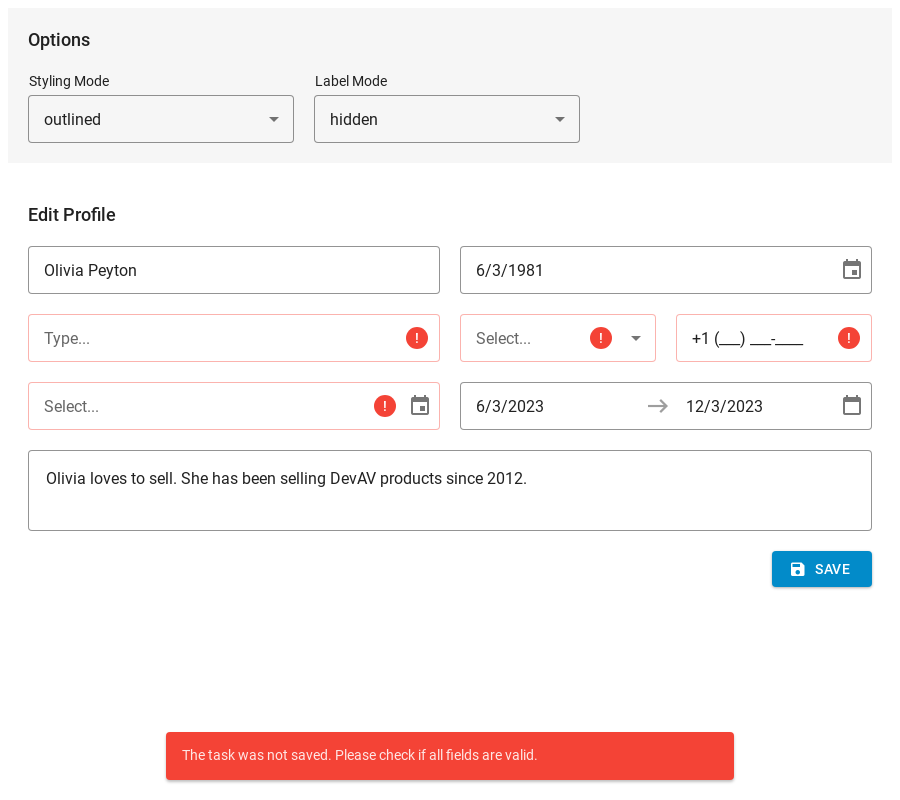 Options
Styling Mode
Label Mode
outlined
hidden
Edit Profile
Olivia Peyton
6/3/1981
Type...
Select...
+1 (___) ___-____
Select...
6/3/2023
12/3/2023
Olivia loves to sell. She has been selling DevAV products since 2012.
SAVE
The task was not saved. Please check if all fields are valid.